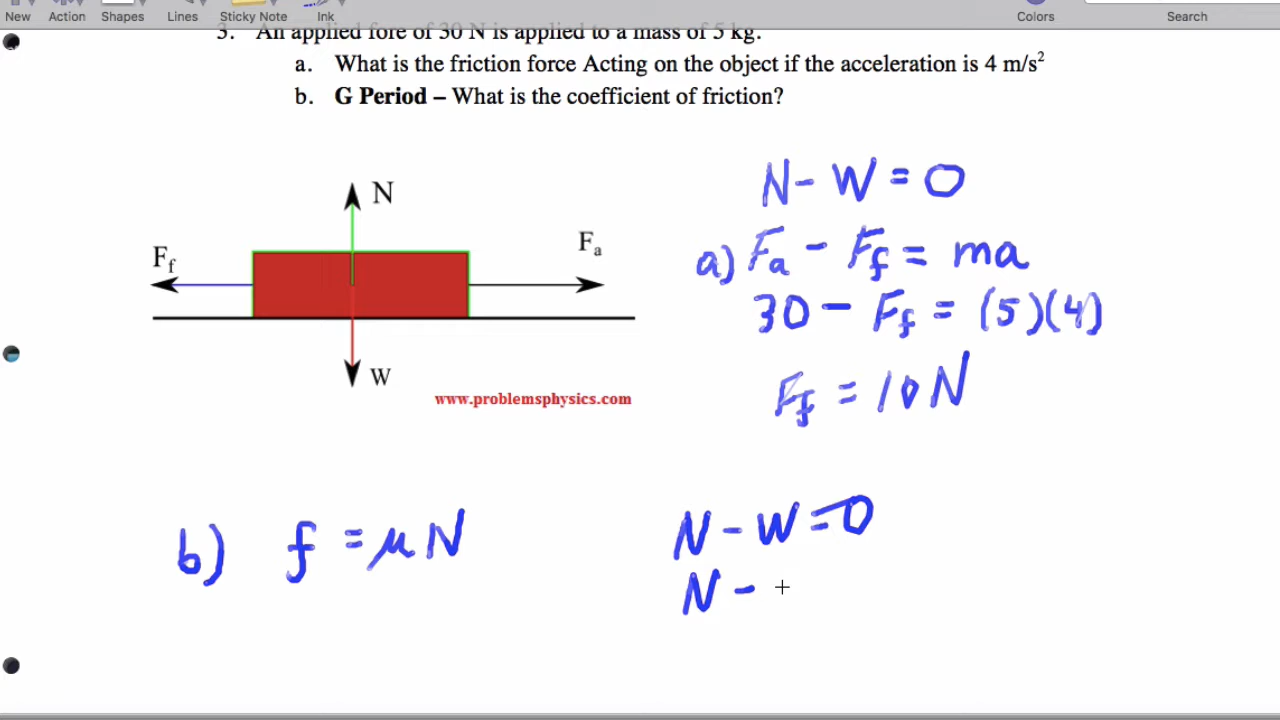 New Action Shapes Lines Sticky Note Ink Colors Search
3. An applied fore of 30 N is applied to a mass of 5 kg.
a. What is the friction force Acting on the object if the acceleration is 4 m/s²
b. G Period – What is the coefficient of friction?
N
Ff
Fa
W
www.problemsphysics.com
N - W = 0
a) Fa - Ff = ma
30 - Ff = (5)(4)
Ff = 10 N
b) f = μN
N - W = 0
N -